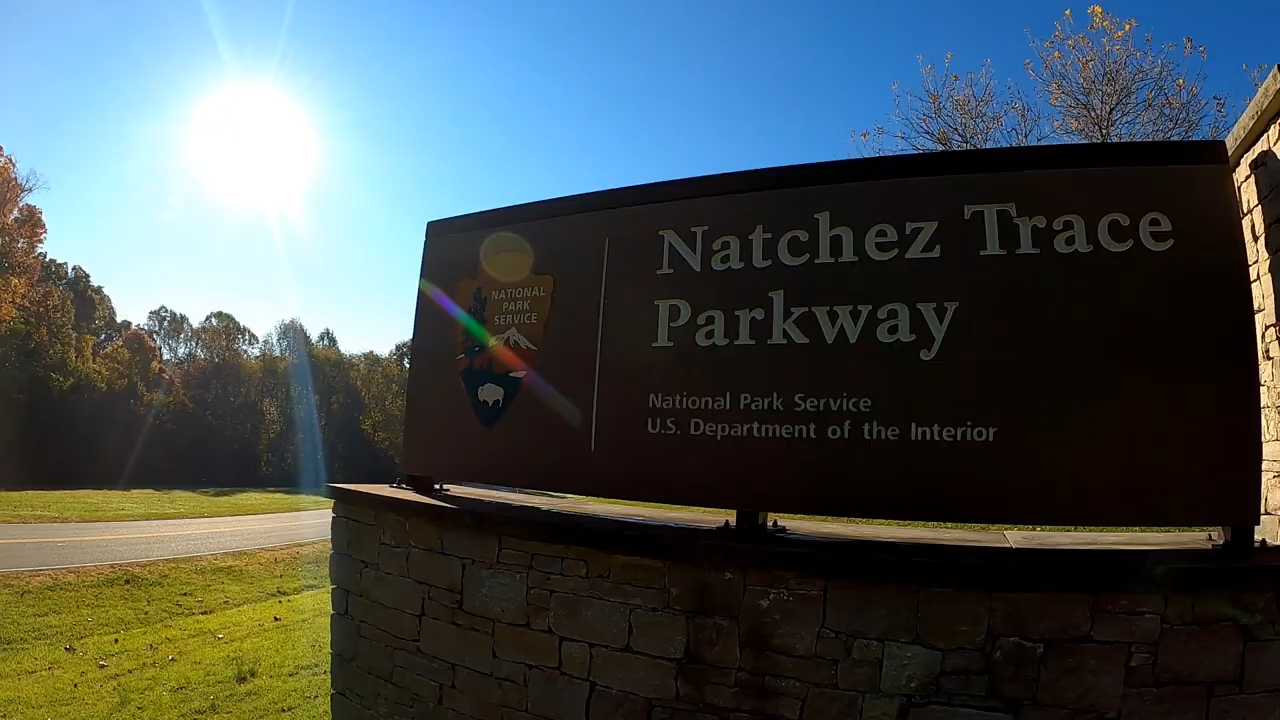 NATIONAL
PARK
SERVICE
Natchez Trace
Parkway
National Park Service
U.S. Department of the Interior